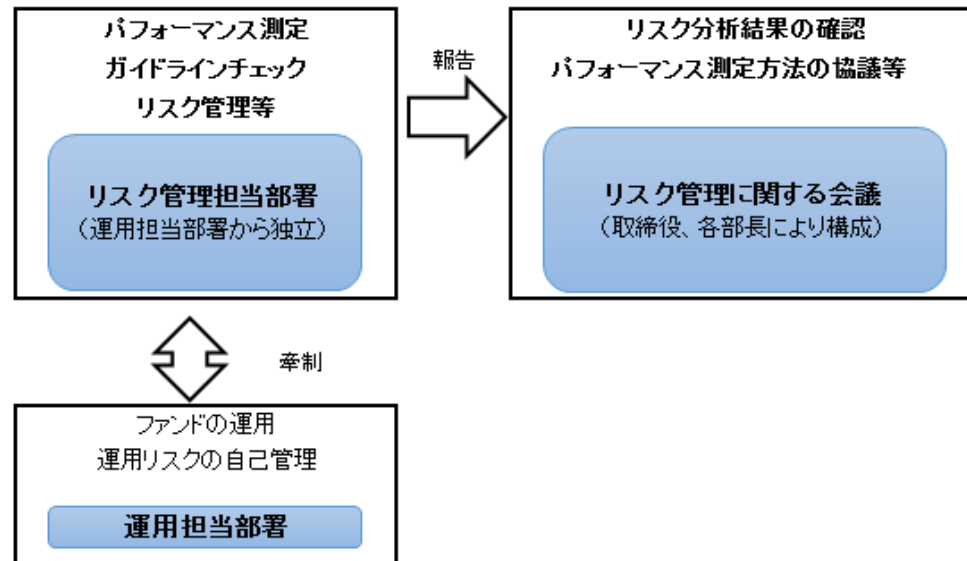 パフォーマンス測定
ガイドラインチェック
リスク管理等
リスク管理担当部署
（運用担当部署から独立）
報告
リスク分析結果の確認
パフォーマンス測定方法の協議等
リスク管理に関する会議
（取締役、各部長により構成）
牽制
ファンドの運用
運用リスクの自己管理
運用担当部署